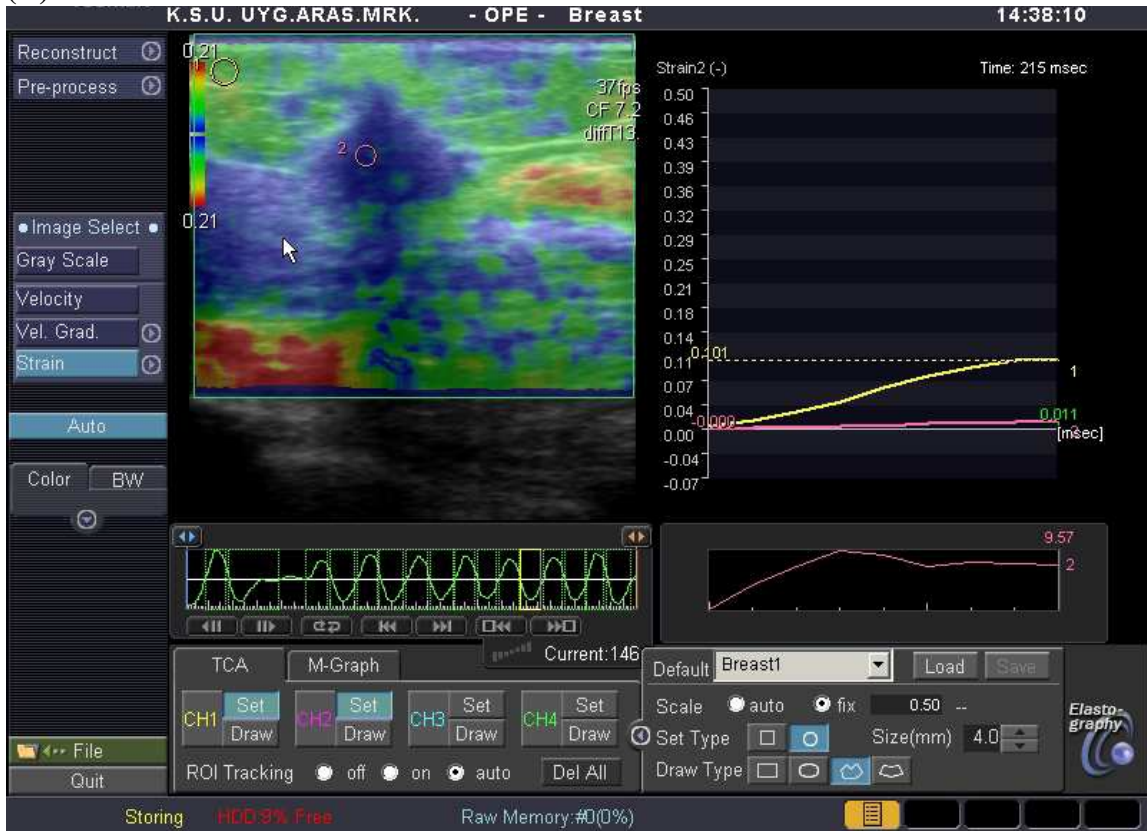 K.S.U. UYG.ARAS.MRK. - OPE - Breast 14:38:10
Reconstruct
Pre-process
Image Select
Gray Scale
Velocity
Vel. Grad.
Strain
Auto
Color BW
File
Quit
0.21
37fps
CF 7.2
diffT13.
2
0.21
Strain2 (-) Time: 215 msec
0.50
0.46
0.43
0.39
0.36
0.32
0.29
0.25
0.21
0.18
0.14
0.11
0.101
1
0.07
0.04
-0.000
0.011
0.00
[msec]
-0.04
-0.07
9.57
2
Current:146
TCA M-Graph
CH1 Set Draw
CH2 Set Draw
CH3 Set Draw
CH4 Set Draw
ROI Tracking off on auto Del All
Default Breast1 Load Save
Scale auto fix 0.50 --
Set Type Size(mm) 4.0
Draw Type
Elasto-
graphy
Storing HDD:9% Free Raw Memory:#0(0%)